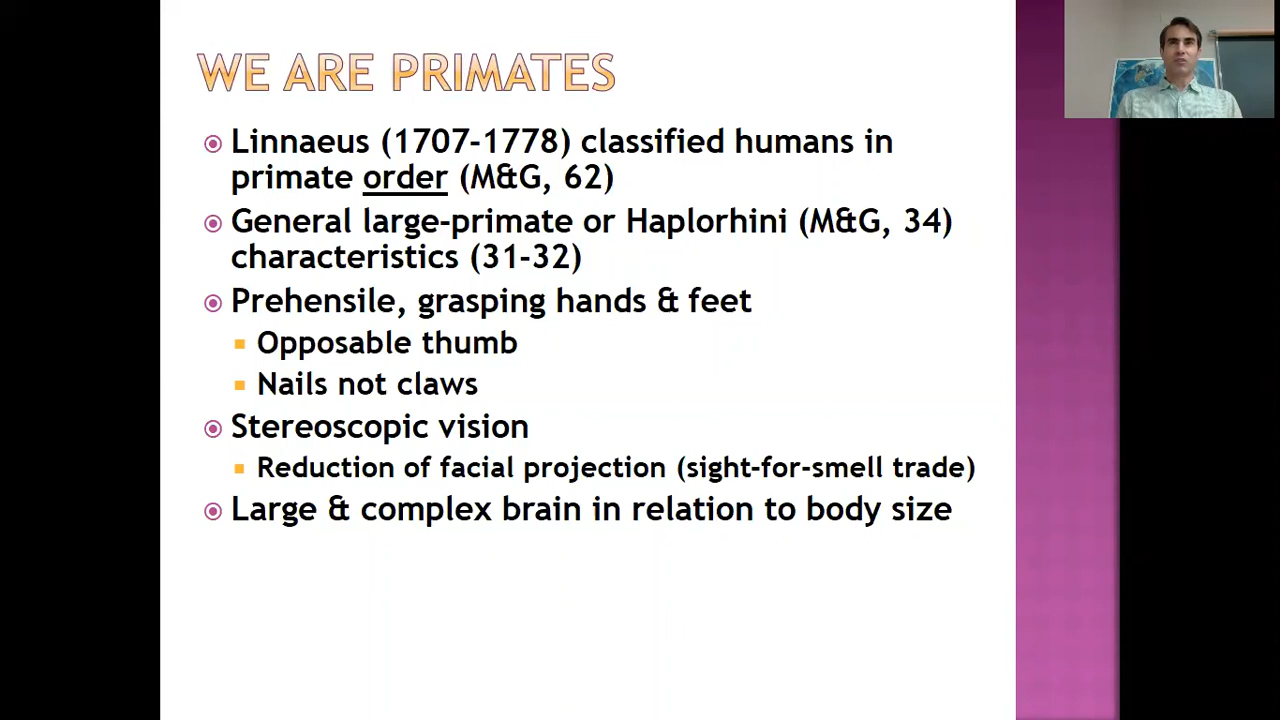 WE ARE PRIMATES
Linnaeus (1707-1778) classified humans in
primate order (M&G, 62)
General large-primate or Haplorhini (M&G, 34)
characteristics (31-32)
Prehensile, grasping hands & feet
Opposable thumb
Nails not claws
Stereoscopic vision
Reduction of facial projection (sight-for-smell trade)
Large & complex brain in relation to body size